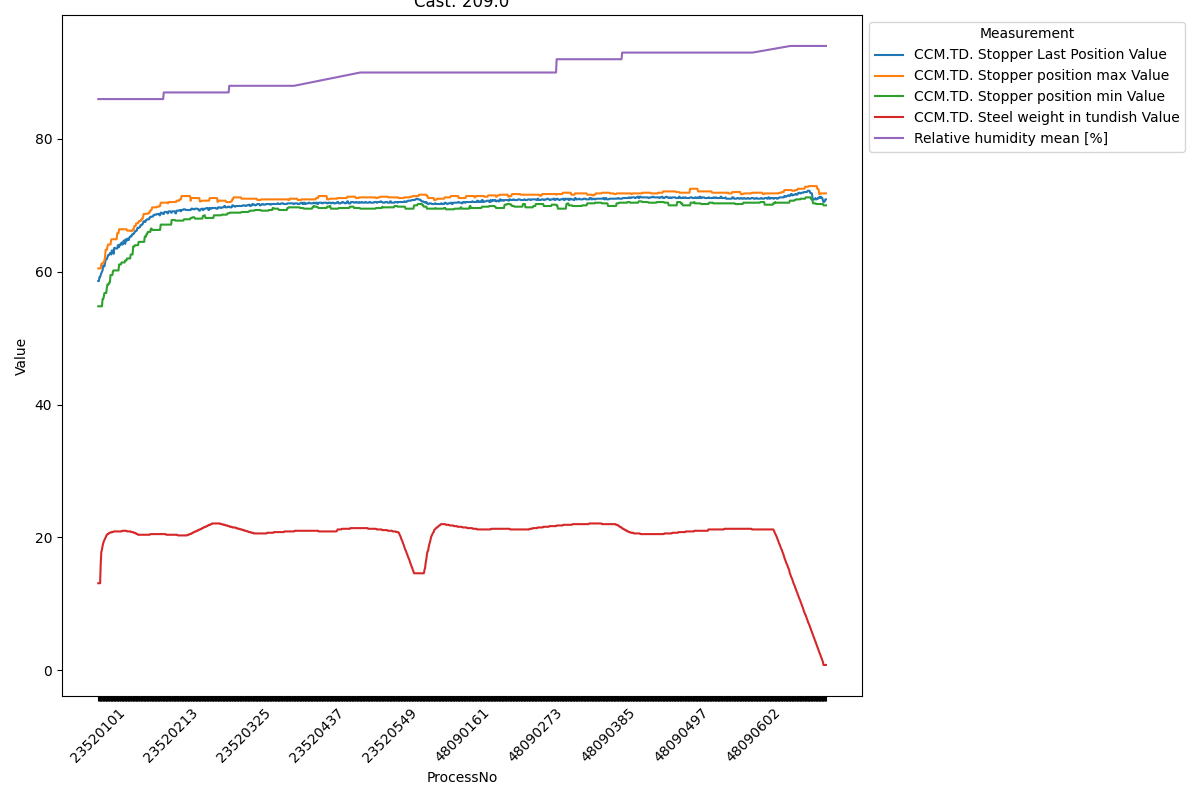 Cast: 209.0
Measurement
CCM.TD. Stopper Last Position Value
CCM.TD. Stopper position max Value
CCM.TD. Stopper position min Value
CCM.TD. Steel weight in tundish Value
Relative humidity mean [%]
Value
80
60
40
20
0
23520101
23520213
23520325
23520437
23520549
48090161
48090273
48090385
48090497
48090602
ProcessNo